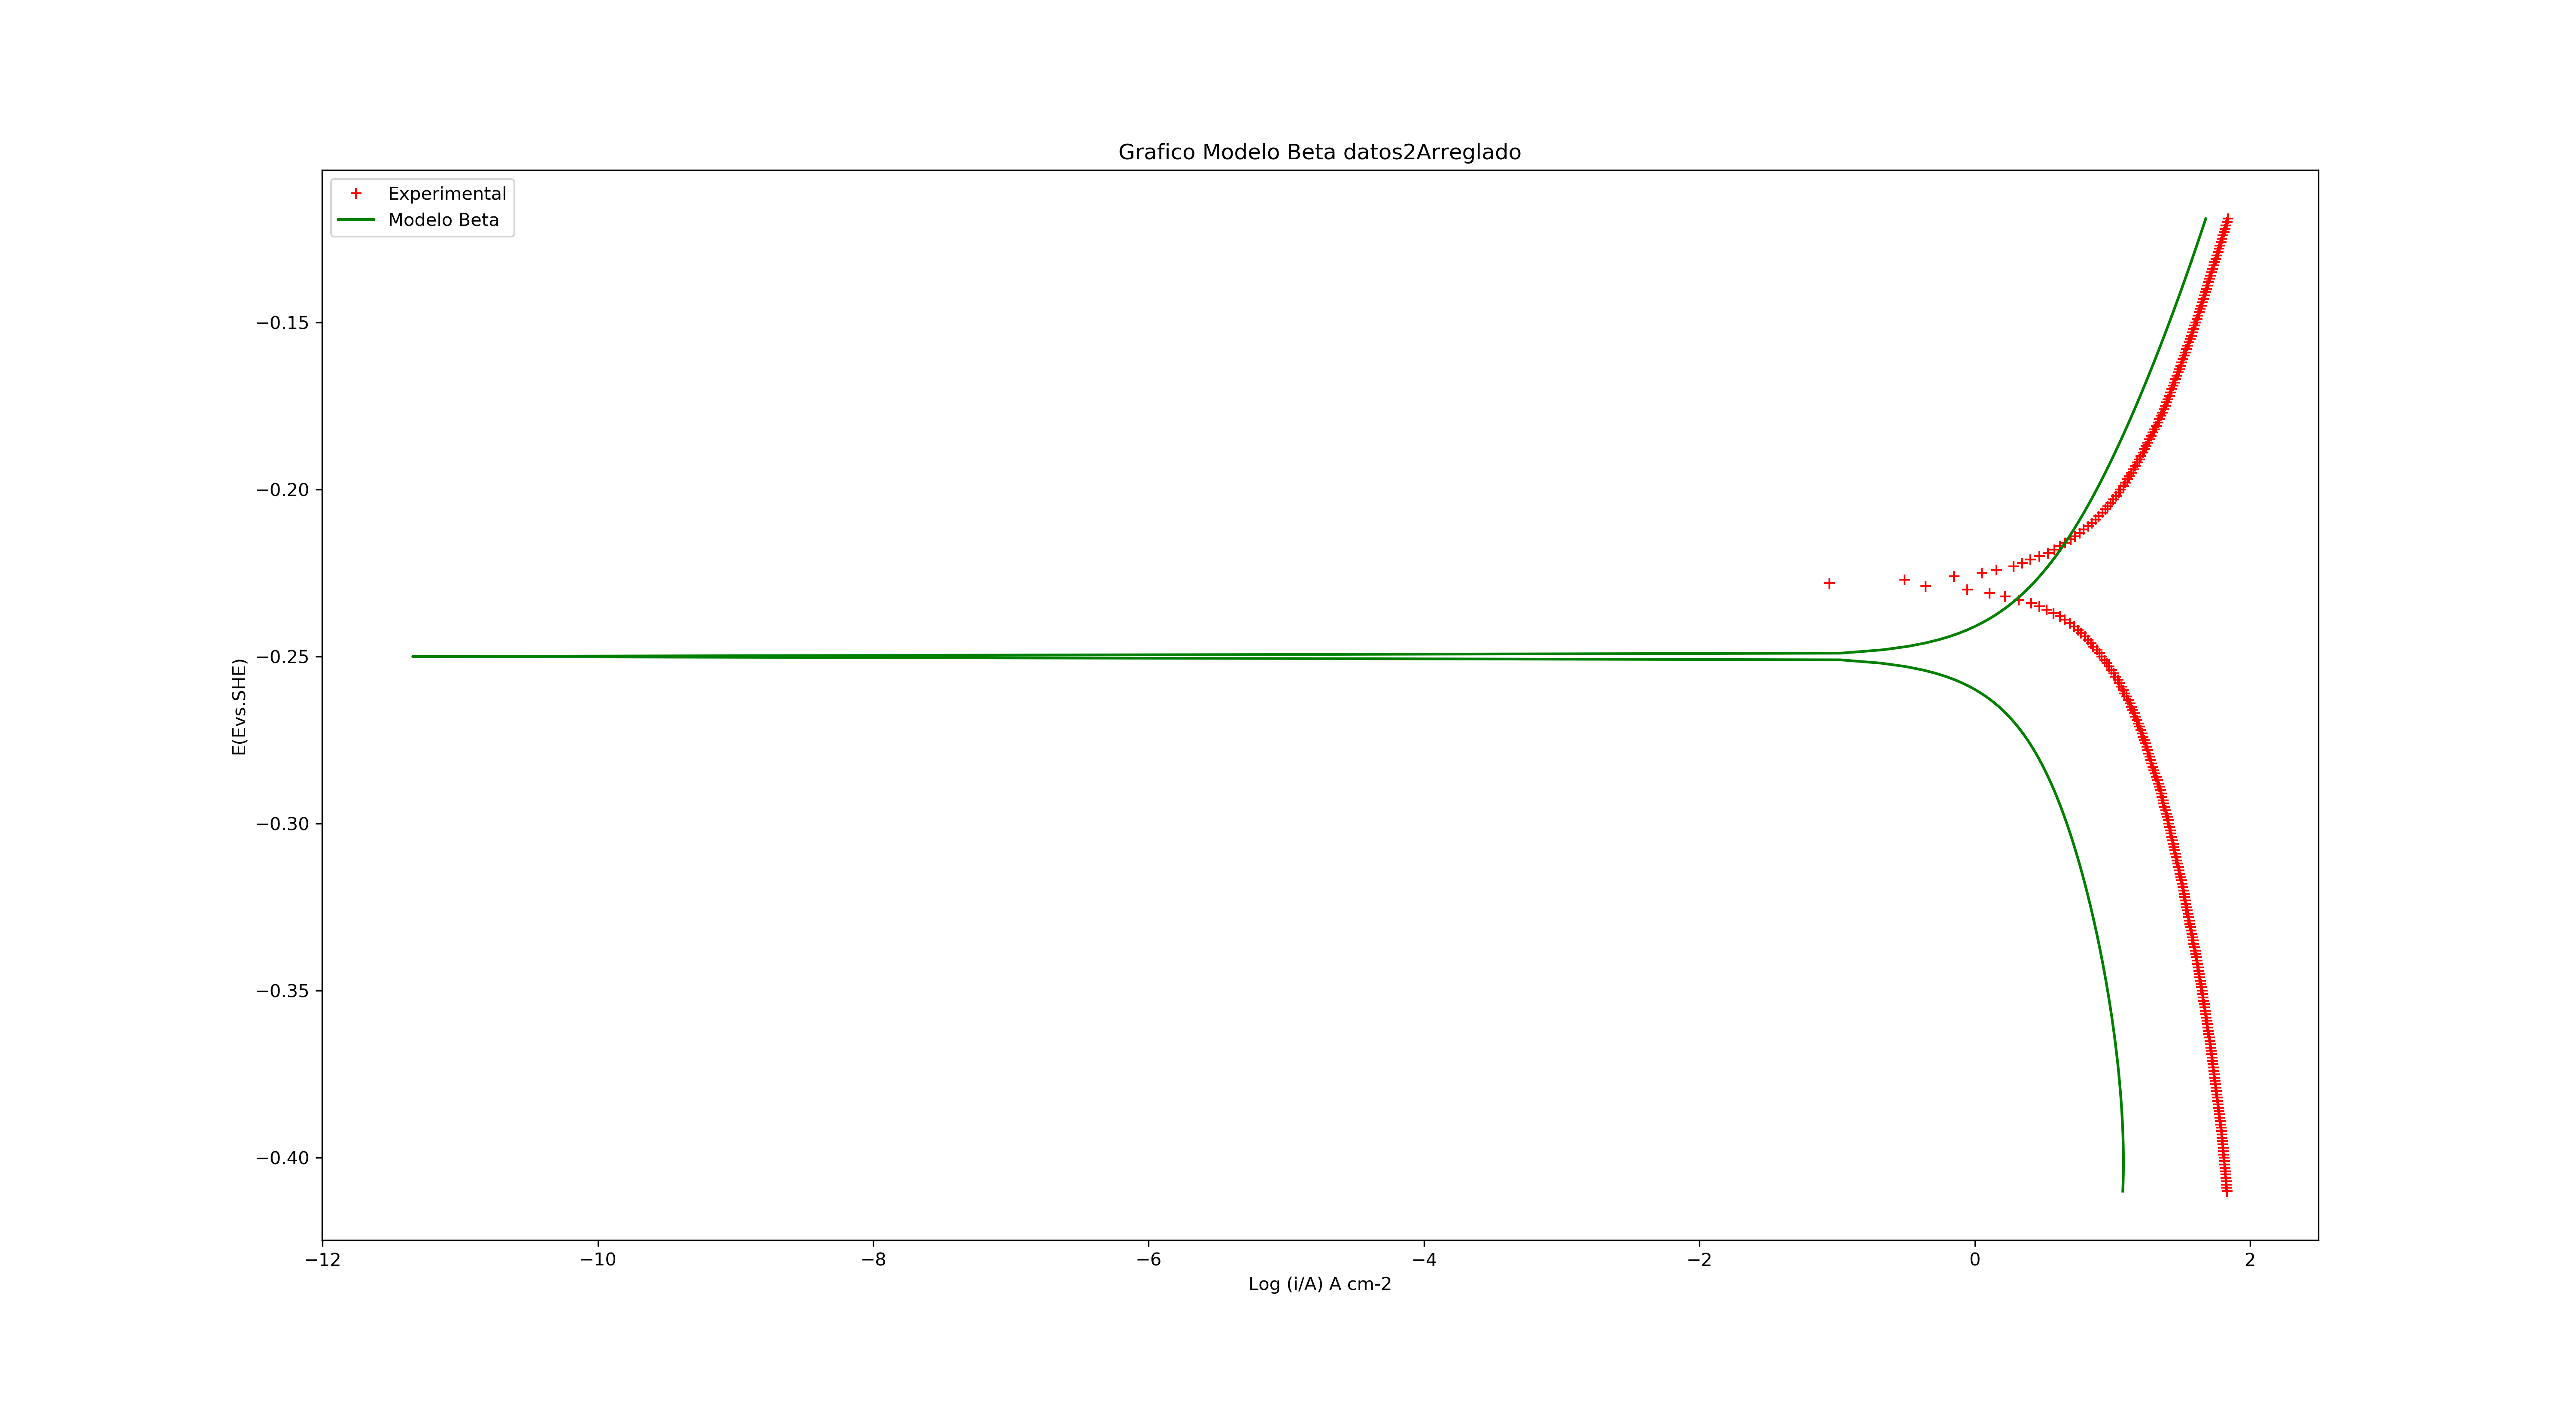 Grafico Modelo Beta datos2Arreglado
Experimental
Modelo Beta
−0.15
−0.20
−0.25
−0.30
−0.35
−0.40
E(Evs.SHE)
−12 −10 −8 −6 −4 −2 0 2
Log (i/A) A cm-2